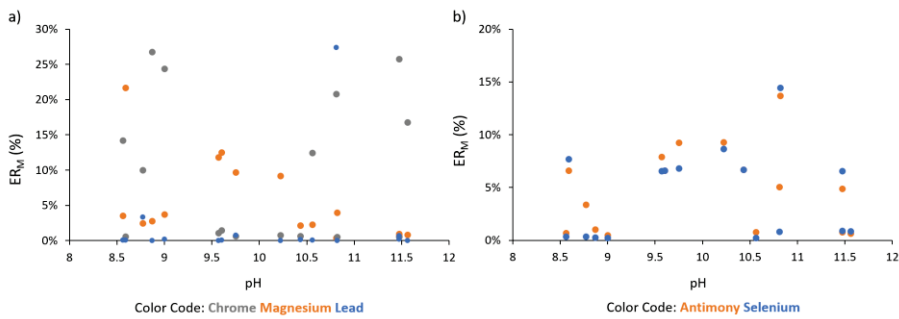 a)
30%
25%
20%
15%
10%
5%
0%
ER_M (%)
8 8.5 9 9.5 10 10.5 11 11.5 12
pH
Color Code: Chrome Magnesium Lead
b)
20%
15%
10%
5%
0%
ER_M (%)
8 8.5 9 9.5 10 10.5 11 11.5 12
pH
Color Code: Antimony Selenium